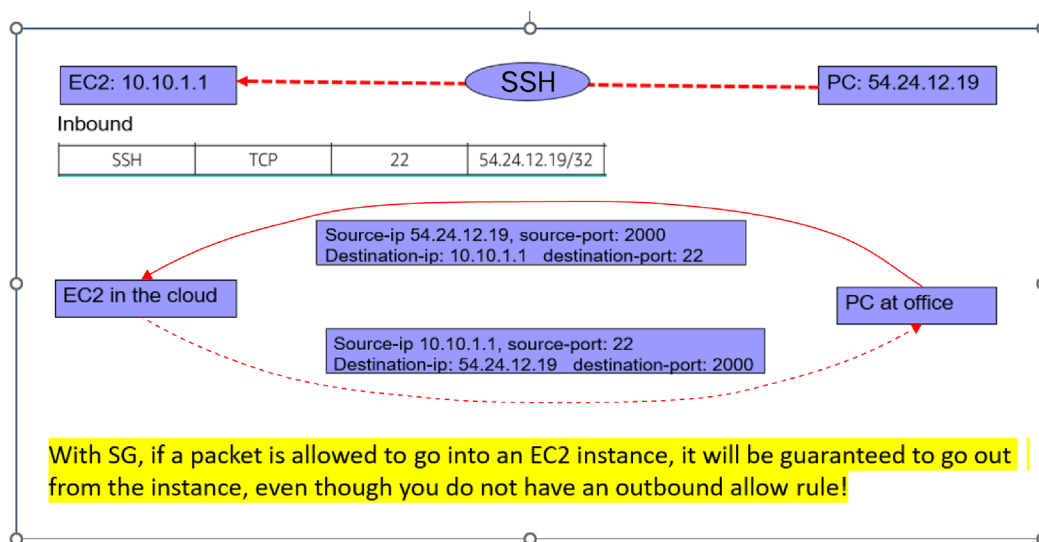 EC2: 10.10.1.1 SSH PC: 54.24.12.19
Inbound
SSH TCP 22 54.24.12.19/32
Source-ip 54.24.12.19, source-port: 2000
Destination-ip: 10.10.1.1 destination-port: 22
EC2 in the cloud
PC at office
Source-ip 10.10.1.1, source-port: 22
Destination-ip: 54.24.12.19 destination-port: 2000
With SG, if a packet is allowed to go into an EC2 instance, it will be guaranteed to go out
from the instance, even though you do not have an outbound allow rule!